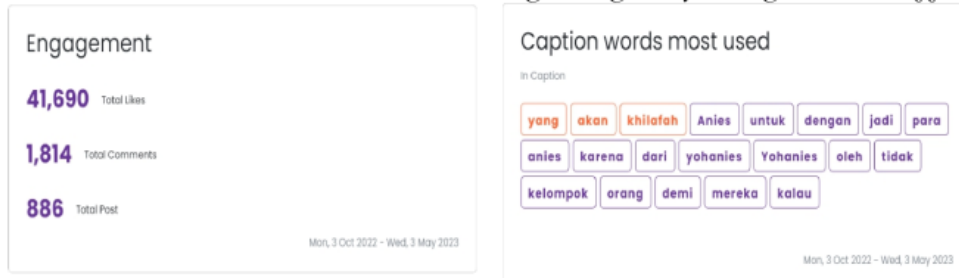 Engagement
41,690 Total Likes
1,814 Total Comments
886 Total Post
Mon, 3 Oct 2022 - Wed, 3 May 2023
Caption words most used
In Caption
yang akan khilafah Anies untuk dengan jadi para
anies karena dari yohanies Yohanies oleh tidak
kelompok orang demi mereka kalau
Mon, 3 Oct 2022 - Wed, 3 May 2023